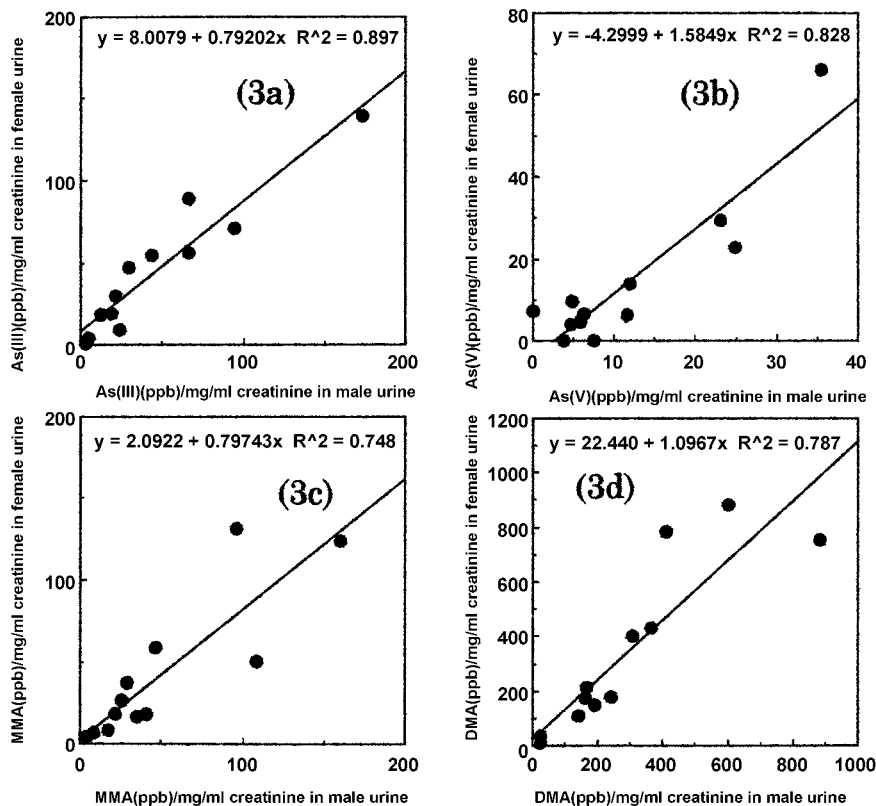 y = 8.0079 + 0.79202x R^2 = 0.897
(3a)
As(III)(ppb)/mg/ml creatinine in female urine
200
100
0
0 100 200
As(III)(ppb)/mg/ml creatinine in male urine
y = -4.2999 + 1.5849x R^2 = 0.828
(3b)
As(V)(ppb)/mg/ml creatinine in female urine
80
60
40
20
0
0 10 20 30 40
As(V)(ppb)/mg/ml creatinine in male urine
y = 2.0922 + 0.79743x R^2 = 0.748
(3c)
MMA(ppb)/mg/ml creatinine in female urine
200
100
0
0 100 200
MMA(ppb)/mg/ml creatinine in male urine
y = 22.440 + 1.0967x R^2 = 0.787
(3d)
DMA(ppb)/mg/ml creatinine in female urine
1200
1000
800
600
400
200
0
0 200 400 600 800 1000
DMA(ppb)/mg/ml creatinine in male urine